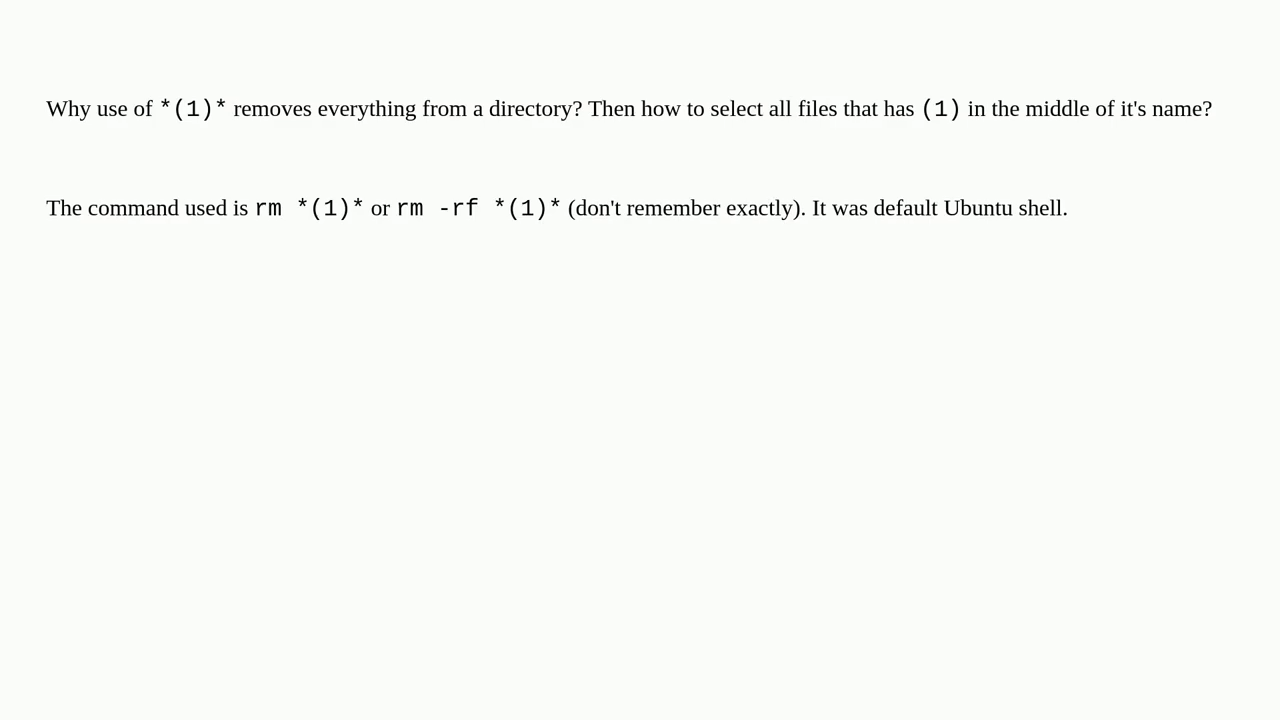 Why use of *(1)* removes everything from a directory? Then how to select all files that has (1) in the middle of it's name?
The command used is rm *(1)* or rm -rf *(1)* (don't remember exactly). It was default Ubuntu shell.